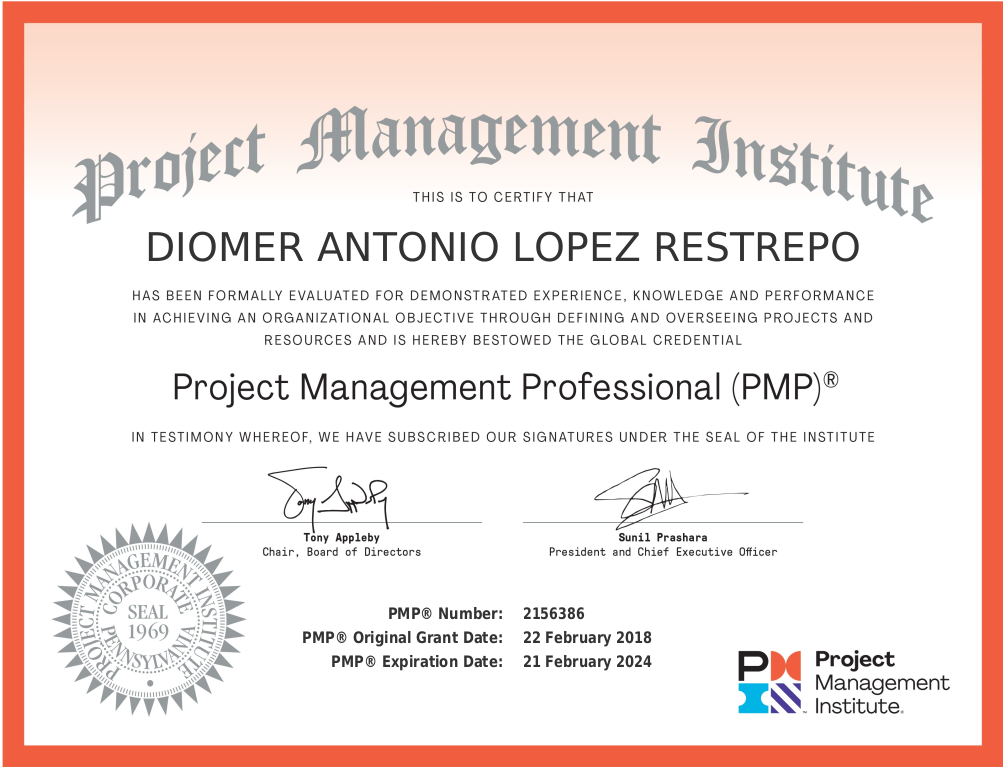 Project Management Institute
THIS IS TO CERTIFY THAT
DIOMER ANTONIO LOPEZ RESTREPO
HAS BEEN FORMALLY EVALUATED FOR DEMONSTRATED EXPERIENCE, KNOWLEDGE AND PERFORMANCE
IN ACHIEVING AN ORGANIZATIONAL OBJECTIVE THROUGH DEFINING AND OVERSEEING PROJECTS AND
RESOURCES AND IS HEREBY BESTOWED THE GLOBAL CREDENTIAL
Project Management Professional (PMP)®
IN TESTIMONY WHEREOF, WE HAVE SUBSCRIBED OUR SIGNATURES UNDER THE SEAL OF THE INSTITUTE
Tony Appleby
Tony Appleby
Chair, Board of Directors
Sunil Prashara
President and Chief Executive Officer
PROJECT MANAGEMENT INSTITUTE
CORPORATE
SEAL
1969
PENNSYLVANIA
PMP® Number: 2156386
PMP® Original Grant Date: 22 February 2018
PMP® Expiration Date: 21 February 2024
PM
Project
Management
Institute.